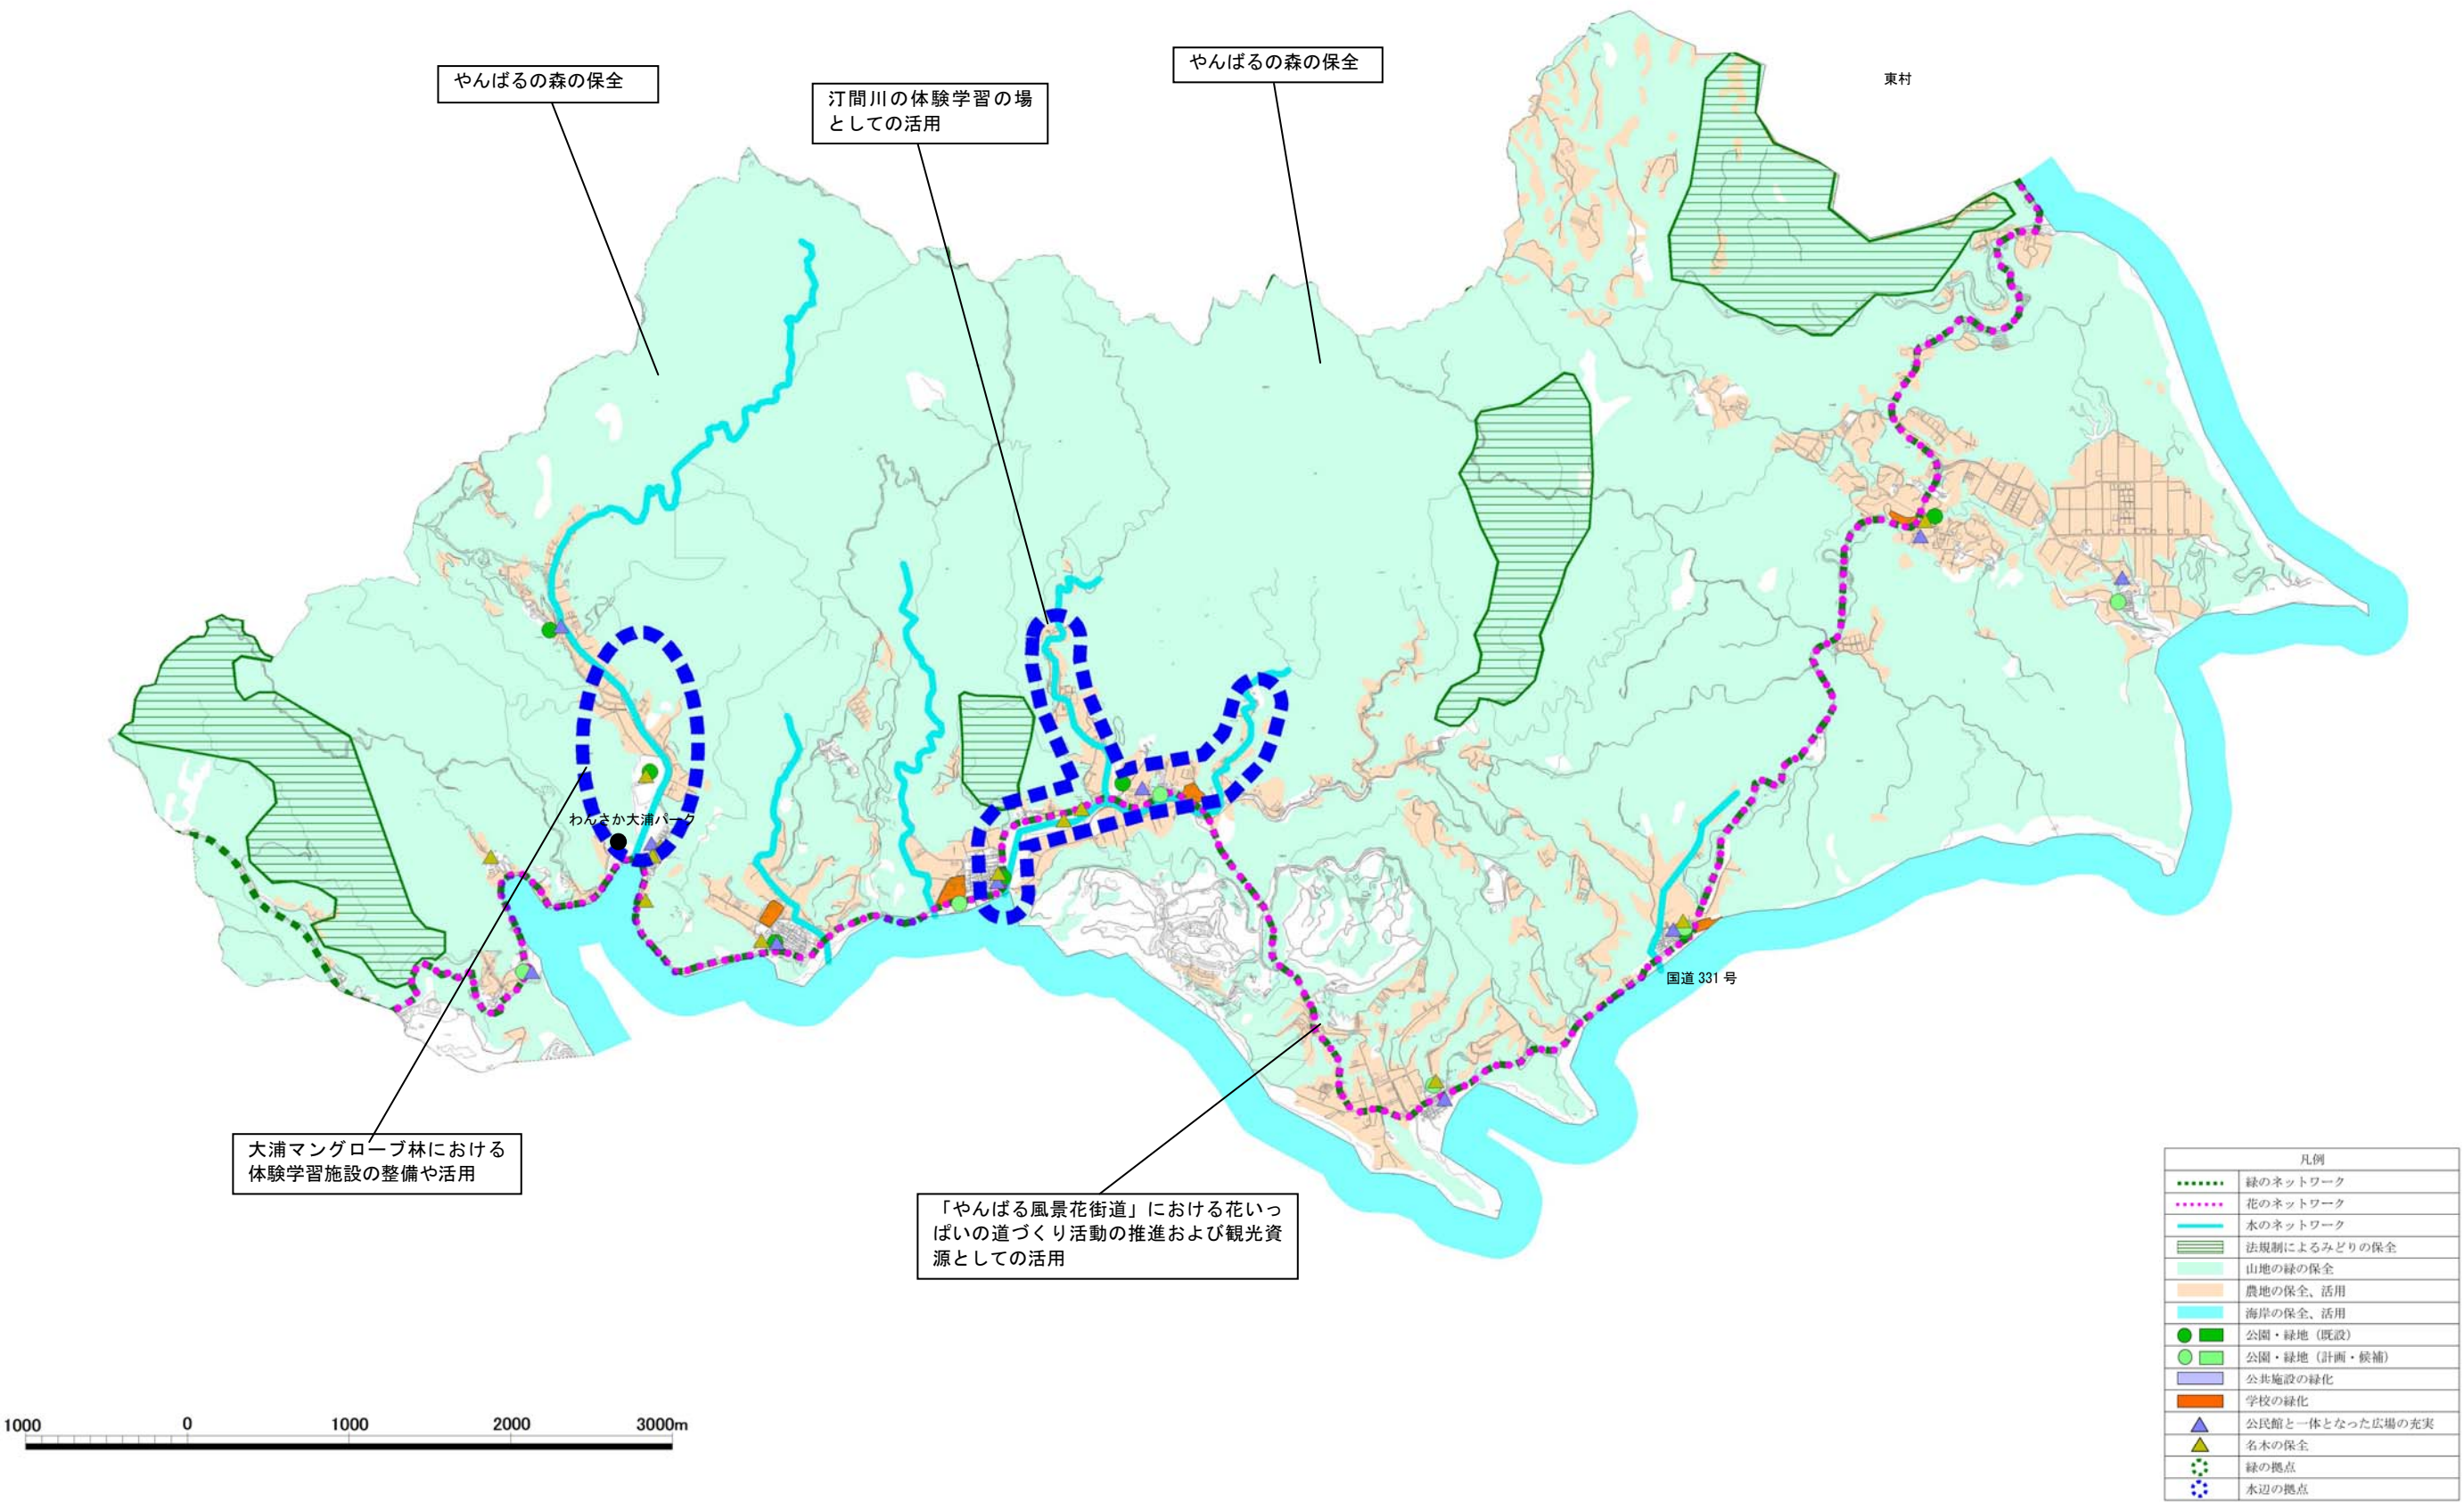 やんばるの森の保全
汀間川の体験学習の場
としての活用
やんばるの森の保全
東村
わんさか大浦パーク
国道 331 号
大浦マングローブ林における
体験学習施設の整備や活用
「やんばる風景花街道」における花いっ
ぱいの道づくり活動の推進および観光資
源としての活用
凡例
緑のネットワーク
花のネットワーク
水のネットワーク
法規制によるみどりの保全
山地の緑の保全
農地の保全、活用
海岸の保全、活用
公園・緑地（既設）
公園・緑地（計画・候補）
公共施設の緑化
学校の緑化
公民館と一体となった広場の充実
名木の保全
緑の拠点
水辺の拠点
1000 0 1000 2000 3000m